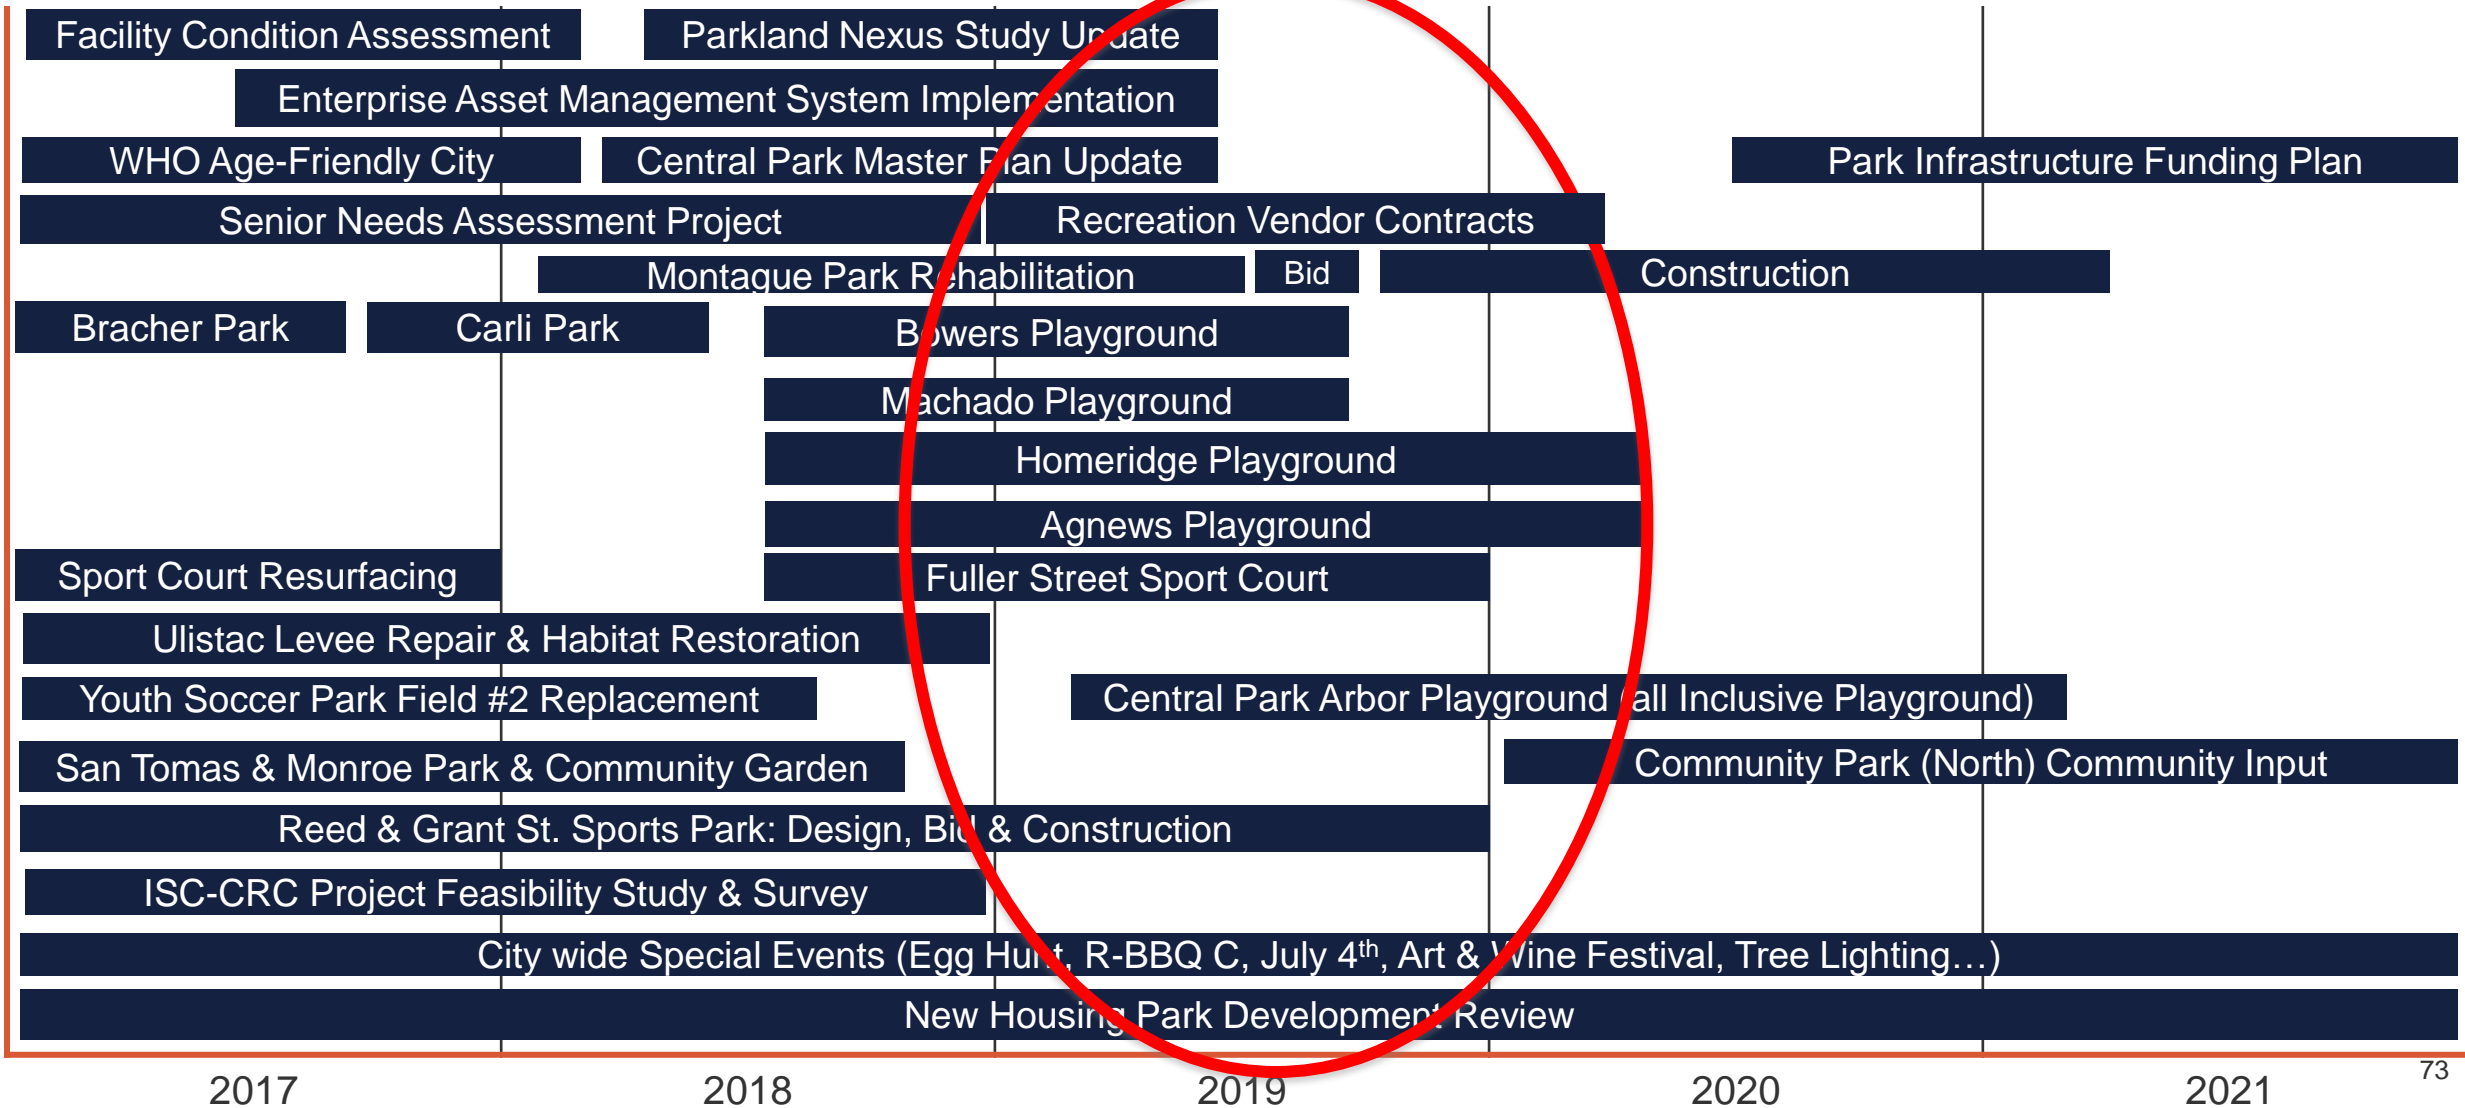 Facility Condition Assessment
Parkland Nexus Study Update
Enterprise Asset Management System Implementation
WHO Age-Friendly City
Central Park Master Plan Update
Park Infrastructure Funding Plan
Senior Needs Assessment Project
Recreation Vendor Contracts
Montague Park Rehabilitation
Bid
Construction
Bracher Park
Carli Park
Bowers Playground
Machado Playground
Homeridge Playground
Agnews Playground
Sport Court Resurfacing
Fuller Street Sport Court
Ulistac Levee Repair & Habitat Restoration
Youth Soccer Park Field #2 Replacement
Central Park Arbor Playground (all Inclusive Playground)
San Tomas & Monroe Park & Community Garden
Community Park (North) Community Input
Reed & Grant St. Sports Park: Design, Bid & Construction
ISC-CRC Project Feasibility Study & Survey
City wide Special Events (Egg Hunt, R-BBQ C, July 4th, Art & Wine Festival, Tree Lighting…)
New Housing Park Development Review
73
2017
2018
2019
2020
2021